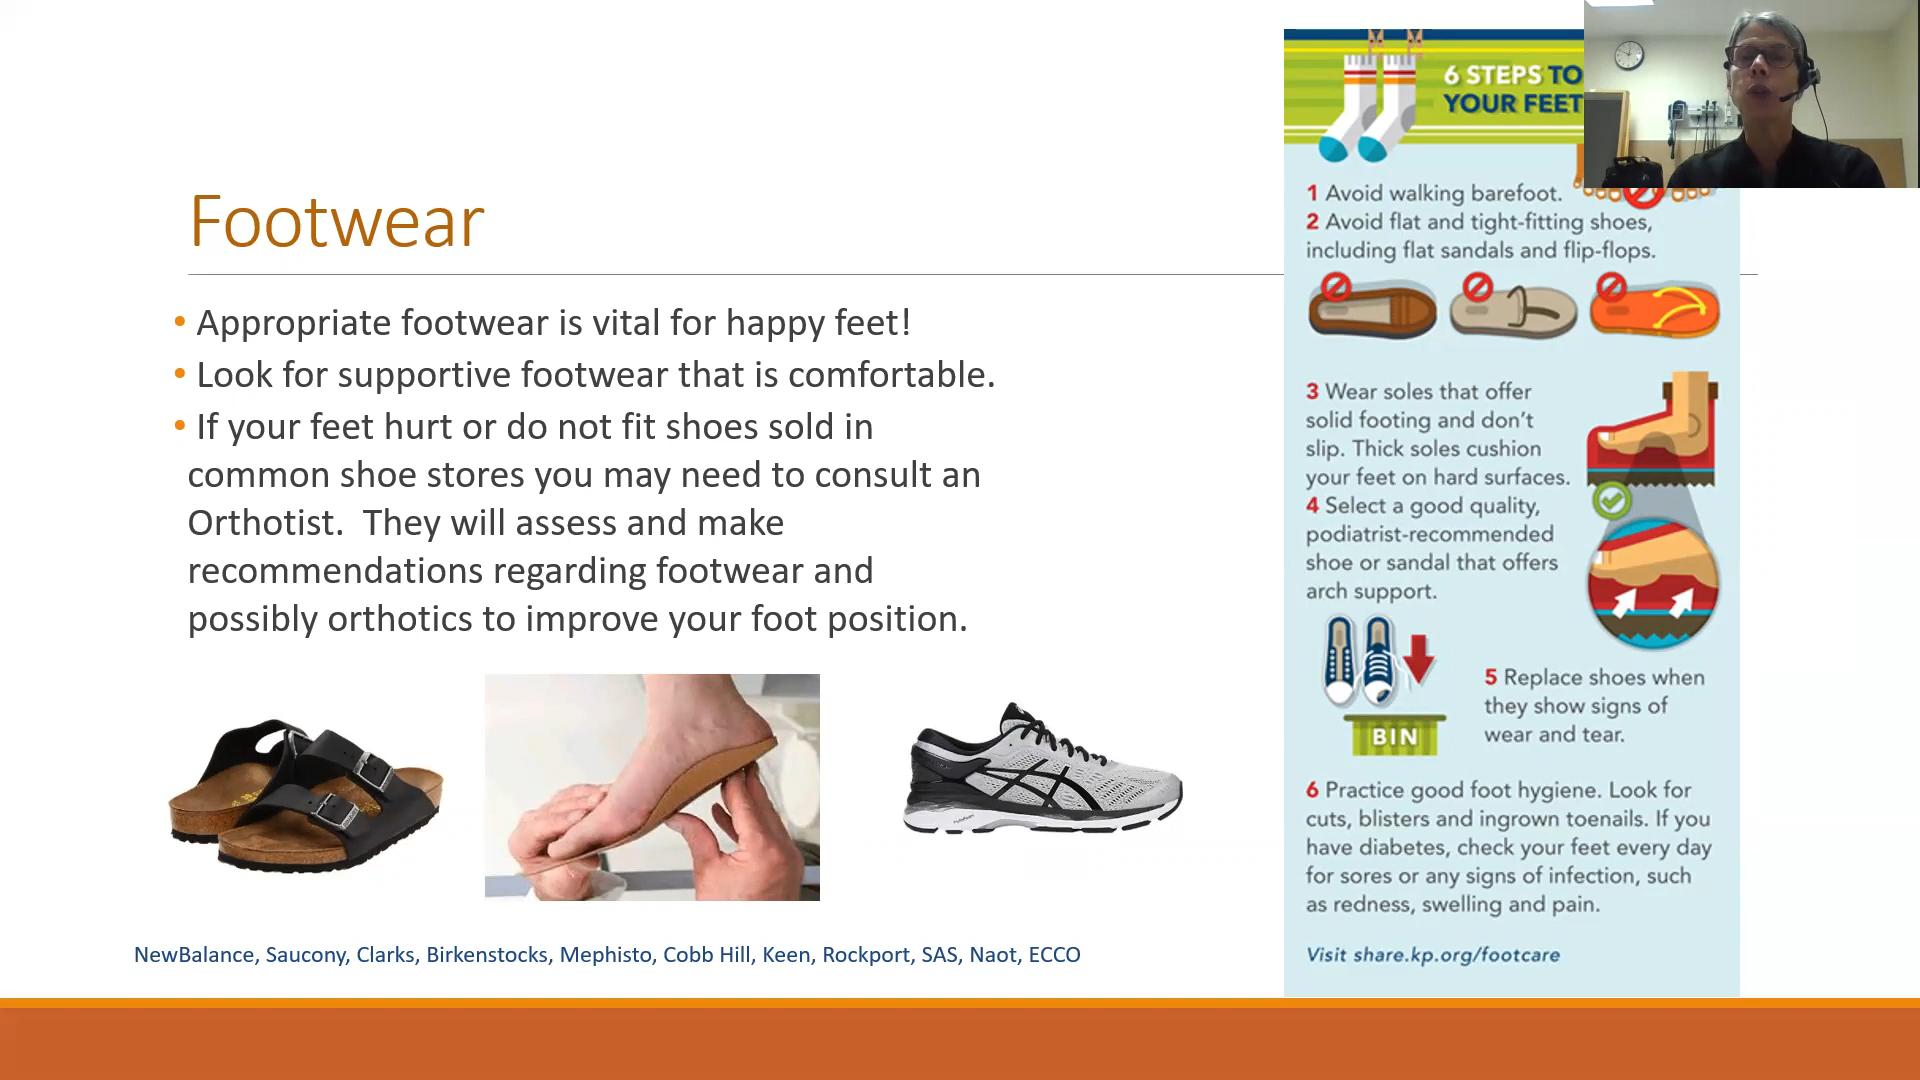 Footwear
• Appropriate footwear is vital for happy feet!
• Look for supportive footwear that is comfortable.
• If your feet hurt or do not fit shoes sold in
common shoe stores you may need to consult an
Orthotist. They will assess and make
recommendations regarding footwear and
possibly orthotics to improve your foot position.
NewBalance, Saucony, Clarks, Birkenstocks, Mephisto, Cobb Hill, Keen, Rockport, SAS, Naot, ECCO
6 STEPS TO
YOUR FEET
1 Avoid walking barefoot.
2 Avoid flat and tight-fitting shoes,
including flat sandals and flip-flops.
3 Wear soles that offer
solid footing and don't
slip. Thick soles cushion
your feet on hard surfaces.
4 Select a good quality,
podiatrist-recommended
shoe or sandal that offers
arch support.
BIN
5 Replace shoes when
they show signs of
wear and tear.
6 Practice good foot hygiene. Look for
cuts, blisters and ingrown toenails. If you
have diabetes, check your feet every day
for sores or any signs of infection, such
as redness, swelling and pain.
Visit share.kp.org/footcare